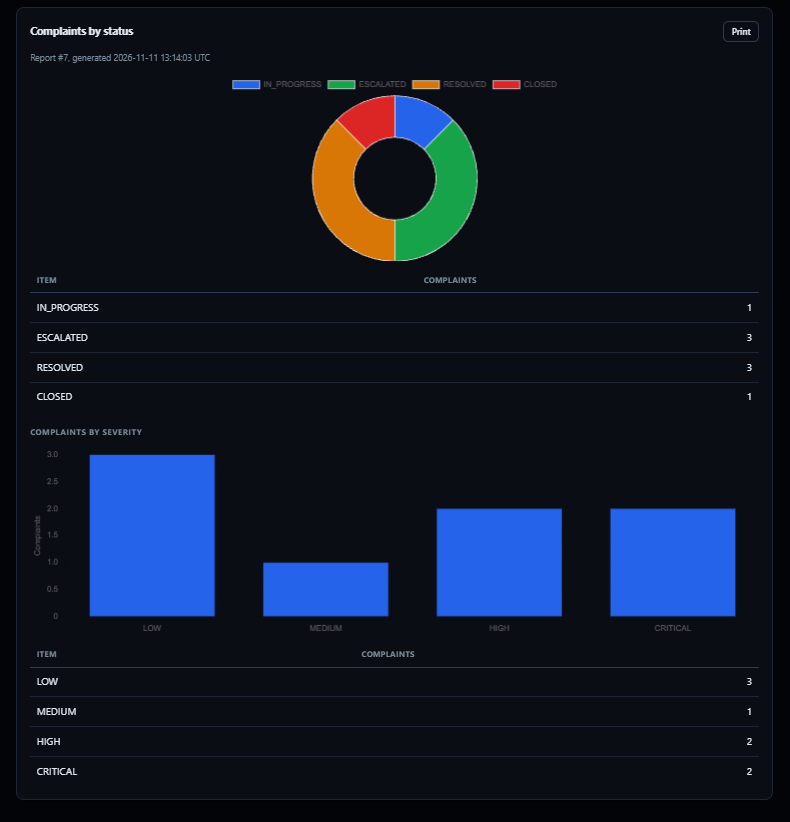 Complaints by status
Print
Report #7, generated 2026-11-11 13:14:03 UTC
IN_PROGRESS ESCALATED RESOLVED CLOSED
ITEM COMPLAINTS
IN_PROGRESS 1
ESCALATED 3
RESOLVED 3
CLOSED 1
COMPLAINTS BY SEVERITY
3.0
2.5
2.0
1.5
1.0
0.5
0
Complaints
LOW MEDIUM HIGH CRITICAL
ITEM COMPLAINTS
LOW 3
MEDIUM 1
HIGH 2
CRITICAL 2